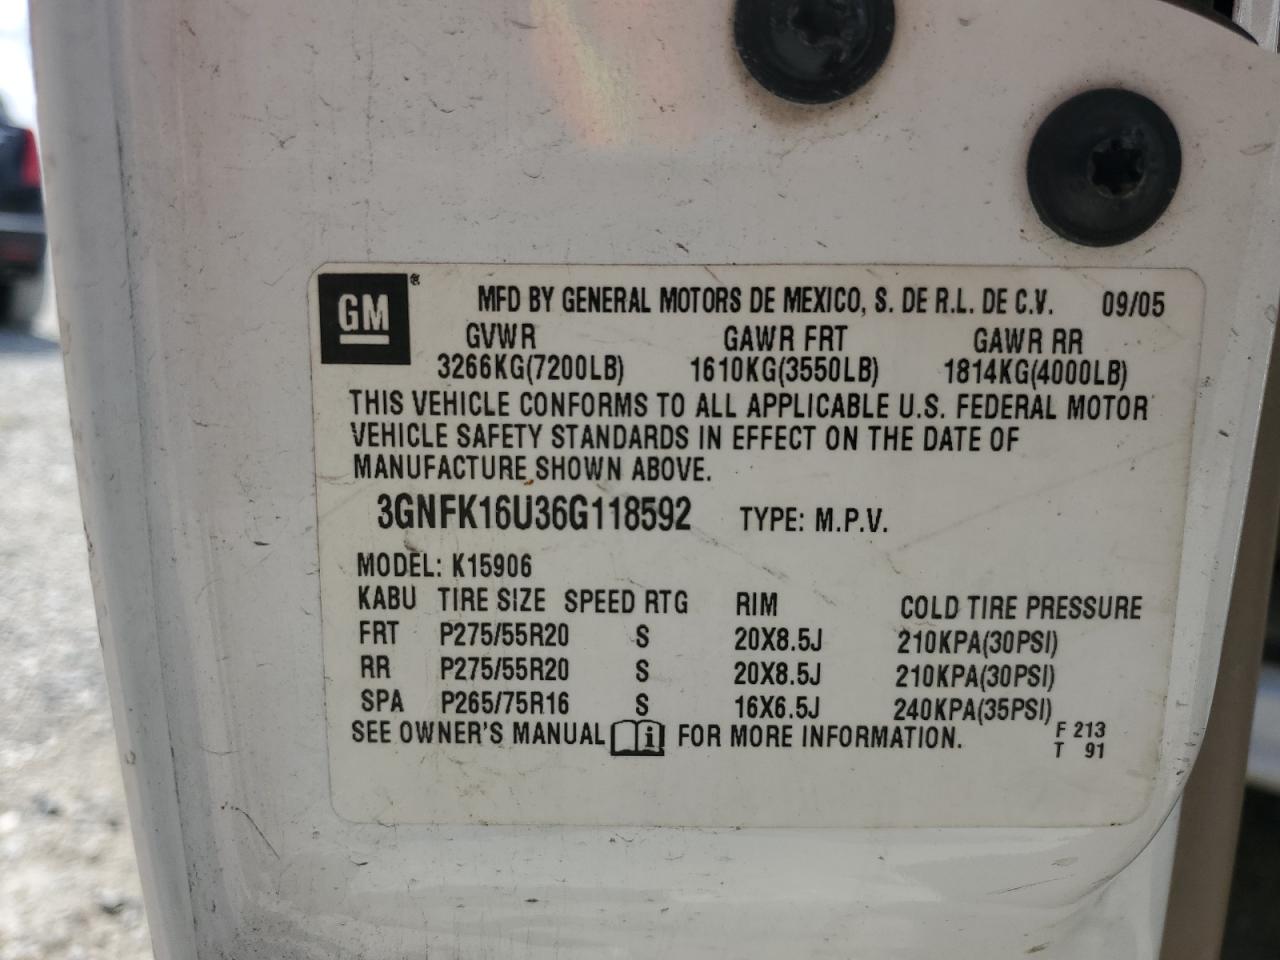 GM®
MFD BY GENERAL MOTORS DE MEXICO, S. DE R.L. DE C.V. 09/05
GVWR GAWR FRT GAWR RR
3266KG(7200LB) 1610KG(3550LB) 1814KG(4000LB)
THIS VEHICLE CONFORMS TO ALL APPLICABLE U.S. FEDERAL MOTOR
VEHICLE SAFETY STANDARDS IN EFFECT ON THE DATE OF
MANUFACTURE SHOWN ABOVE.
3GNFK16U36G118592 TYPE: M.P.V.
MODEL: K15906
KABU TIRE SIZE SPEED RTG RIM COLD TIRE PRESSURE
FRT P275/55R20 S 20X8.5J 210KPA(30PSI)
RR P275/55R20 S 20X8.5J 210KPA(30PSI)
SPA P265/75R16 S 16X6.5J 240KPA(35PSI)
SEE OWNER'S MANUAL i FOR MORE INFORMATION. F 213
T 91